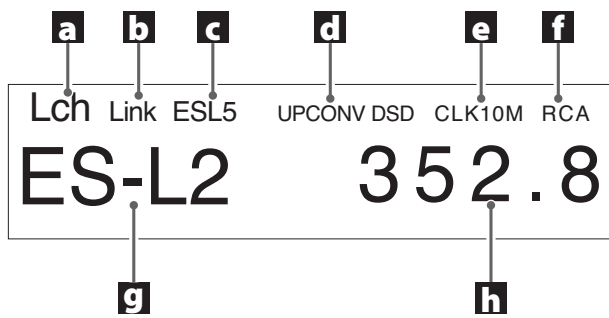 a b c d e f
Lch Link ESL5 UPCONV DSD CLK10M RCA
ES-L2 352.8
g h